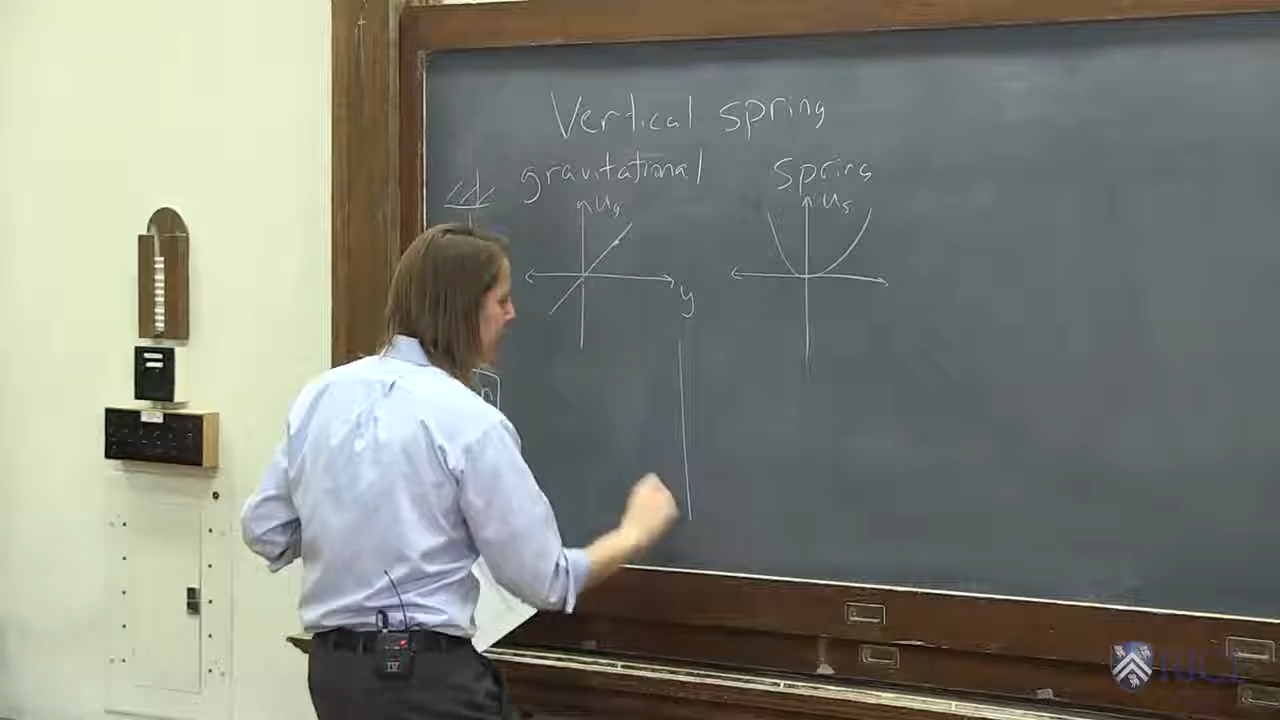 Vertical spring
gravitational spring
ug us
y
m
RICE